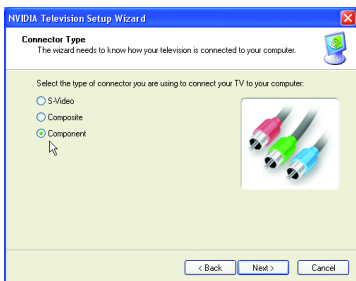 NVIDIA Television Setup Wizard
Connector Type
The wizard needs to know how your television is connected to your computer.
Select the type of connector you are using to connect your TV to your computer:
S-Video
Composite
Component
< Back
Next >
Cancel